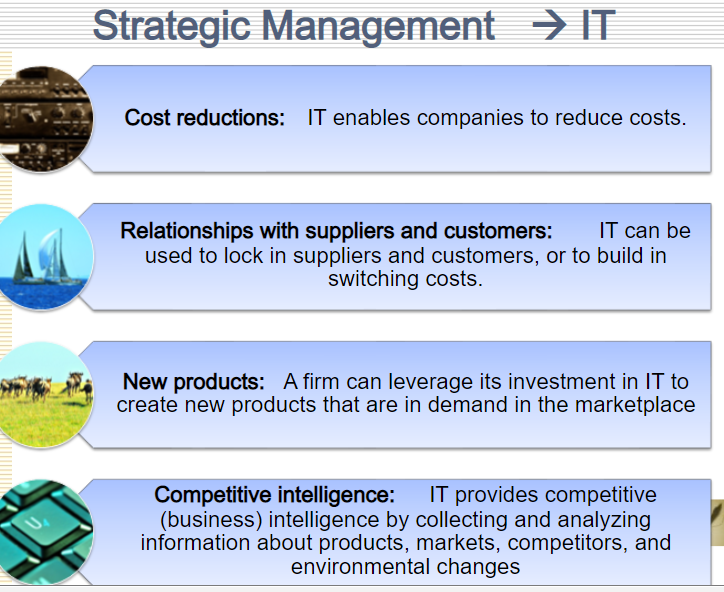 Strategic Management → IT
Cost reductions: IT enables companies to reduce costs.
Relationships with suppliers and customers: IT can be
used to lock in suppliers and customers, or to build in
switching costs.
New products: A firm can leverage its investment in IT to
create new products that are in demand in the marketplace
Competitive intelligence: IT provides competitive
(business) intelligence by collecting and analyzing
information about products, markets, competitors, and
environmental changes
U